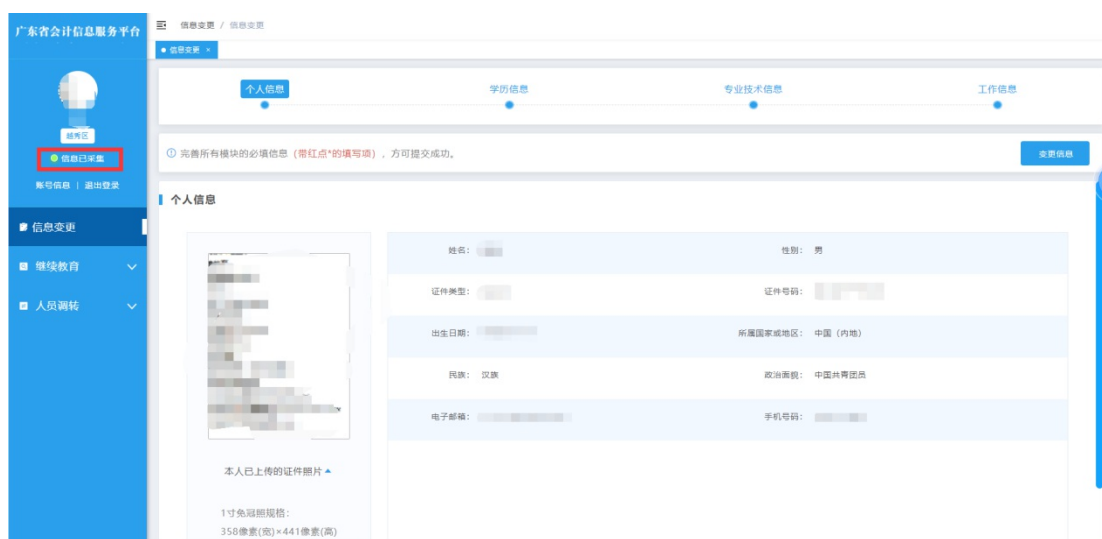 广东省会计信息服务平台
信息变更 / 信息变更
信息变更 ×
个人信息
学历信息
专业技术信息
工作信息
越秀区
信息已采集
完善所有模块的必填信息（带红点*的填写项），方可提交成功。
变更信息
账号信息 | 退出登录
个人信息
信息变更
继续教育
人员调转
姓名：
性别： 男
证件类型：
证件号码：
出生日期：
所属国家或地区： 中国（内地）
民族： 汉族
政治面貌： 中国共青团员
电子邮箱：
手机号码：
本人已上传的证件照片
1寸免冠照规格：
358像素(宽)×441像素(高)